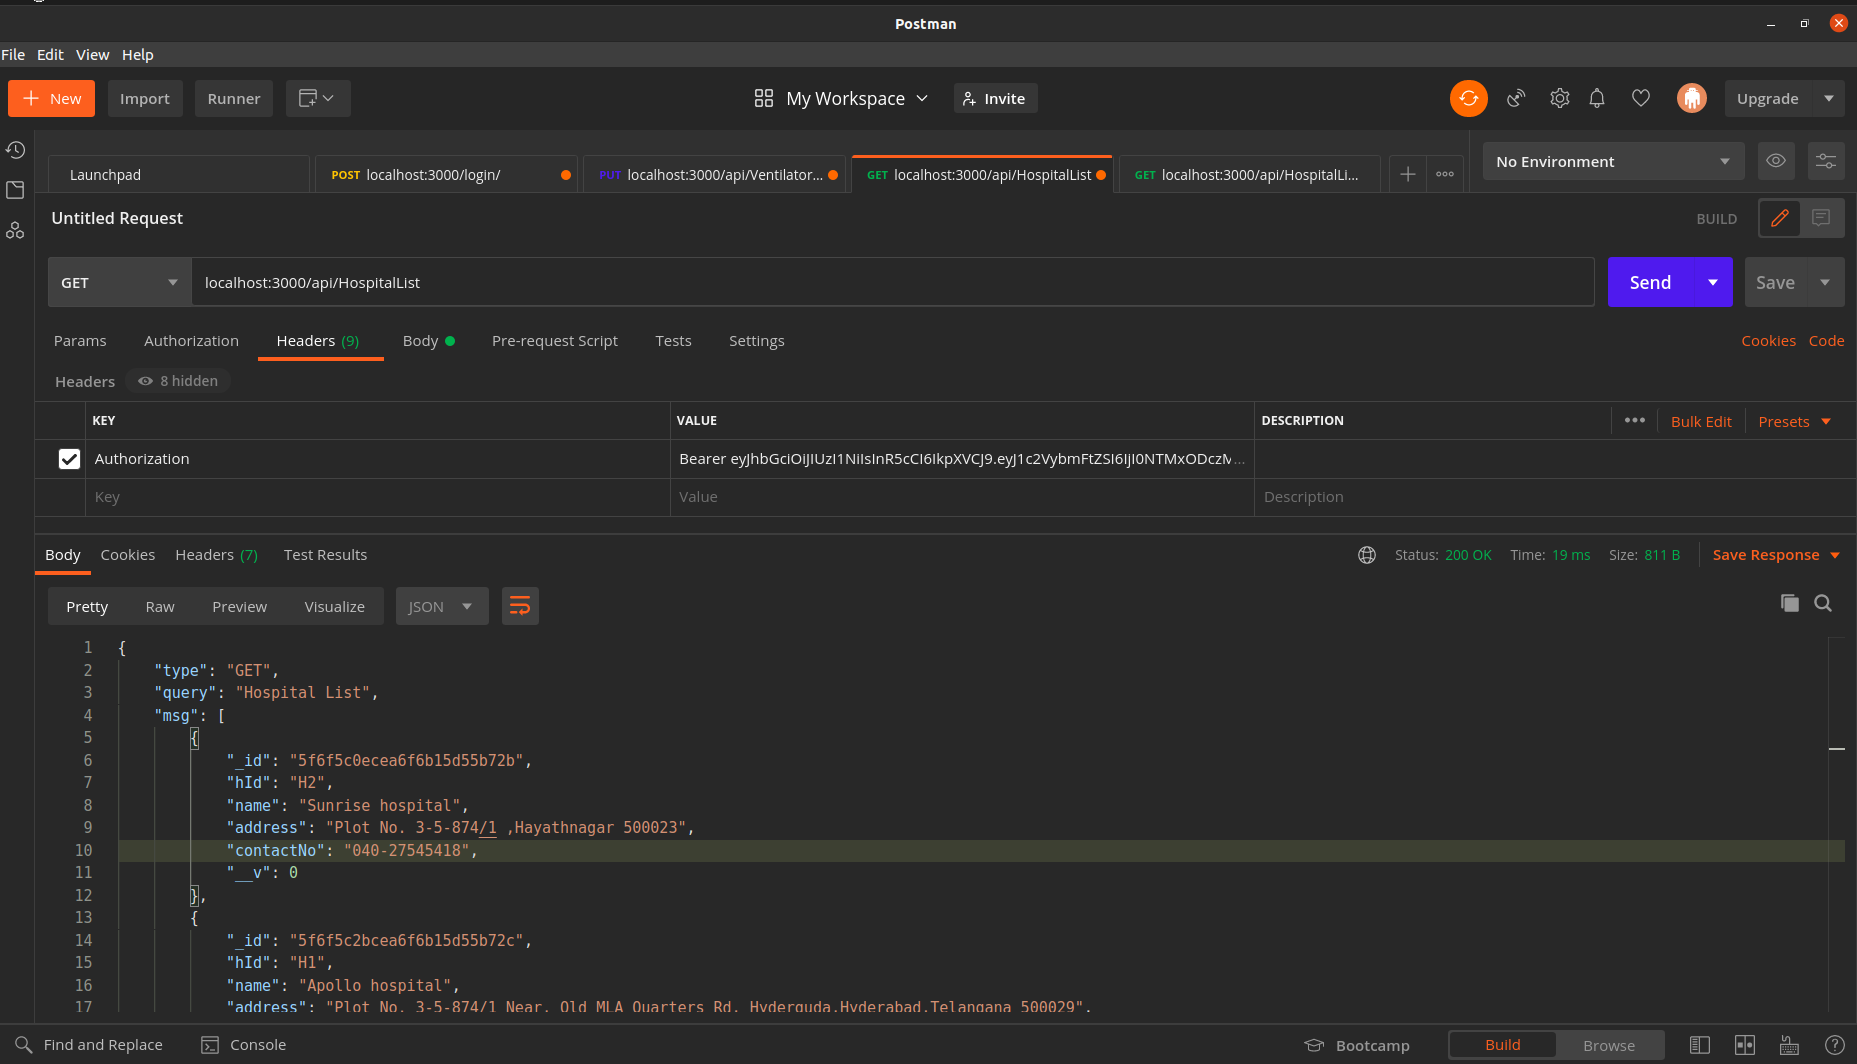 Postman
File Edit View Help
New Import Runner My Workspace Invite Upgrade
Launchpad POST localhost:3000/login/ PUT localhost:3000/api/Ventilator... GET localhost:3000/api/HospitalList GET localhost:3000/api/HospitalLi... No Environment
Untitled Request BUILD
GET localhost:3000/api/HospitalList Send Save
Params Authorization Headers (9) Body Pre-request Script Tests Settings Cookies Code
Headers 8 hidden
KEY VALUE DESCRIPTION Bulk Edit Presets
Authorization Bearer eyJhbGciOiJIUzI1NiIsInR5cCI6IkpXVCJ9.eyJ1c2VybmFtZSI6IjI0NTMxODczM...
Key Value Description
Body Cookies Headers (7) Test Results Status: 200 OK Time: 19 ms Size: 811 B Save Response
Pretty Raw Preview Visualize JSON
1 {
2 "type": "GET",
3 "query": "Hospital List",
4 "msg": [
5 {
6 "_id": "5f6f5c0ecea6f6b15d55b72b",
7 "hId": "H2",
8 "name": "Sunrise hospital",
9 "address": "Plot No. 3-5-874/1 ,Hayathnagar 500023",
10 "contactNo": "040-27545418",
11 "__v": 0
12 },
13 {
14 "_id": "5f6f5c2bcea6f6b15d55b72c",
15 "hId": "H1",
16 "name": "Apollo hospital",
17 "address": "Plot No. 3-5-874/1 Near. Old MLA Quarters Rd. Hyderguda,Hyderabad,Telangana 500029",
Find and Replace Console Bootcamp Build Browse